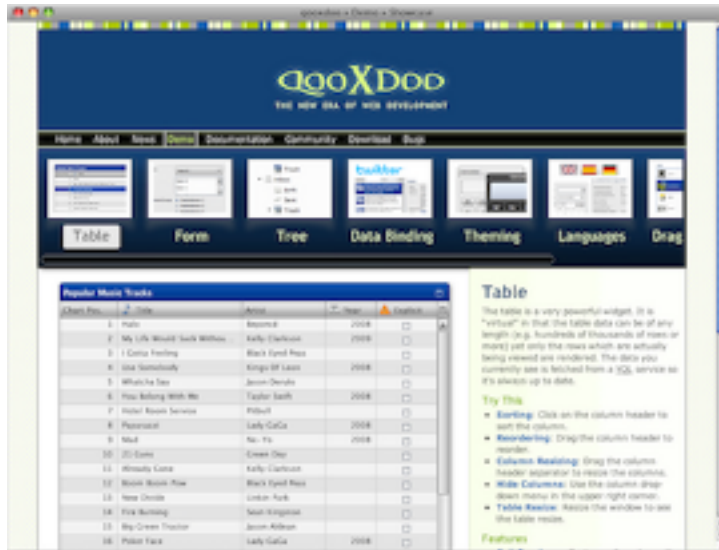 qooxdoo • Demo • Showcase
qooXDoo
THE NEW ERA OF WEB DEVELOPMENT
Home About News Demo Documentation Community Download Bugs
twitter
Table Form Tree Data Binding Theming Languages Drag
Popular Music Tracks
Chart Pos. Title Artist Year Explicit
1 Halo Beyoncé 2008
2 My Life Would Suck Withou... Kelly Clarkson 2009
3 I Gotta Feeling Black Eyed Peas
4 Use Somebody Kings Of Leon 2008
5 Whatcha Say Jason Derulo
6 You Belong With Me Taylor Swift 2008
7 Hotel Room Service Pitbull
8 Paparazzi Lady GaGa 2008
9 Mad Ne-Yo 2008
10 21 Guns Green Day
11 Already Gone Kelly Clarkson
12 Boom Boom Pow Black Eyed Peas
13 New Divide Linkin Park
14 Fire Burning Sean Kingston
15 Big Green Tractor Jason Aldean
16 Poker Face Lady GaGa 2008
Table
The table is a very powerful widget. It is
"virtual" in that the table data can be of any
length (e.g. hundreds of thousands of rows or
more) yet only the rows which are actually
being viewed are rendered. The data you
currently see is fetched from a YQL service so
it's always up to date.
Try This
• Sorting: Click on the column header to
sort the column.
• Reordering: Drag the column header to
reorder.
• Column Resizing: Drag the column
header separator to resize the columns.
• Hide Columns: Use the column drop-
down menu in the upper right corner.
• Table Resize: Resize the window to see
the table resize.
Features